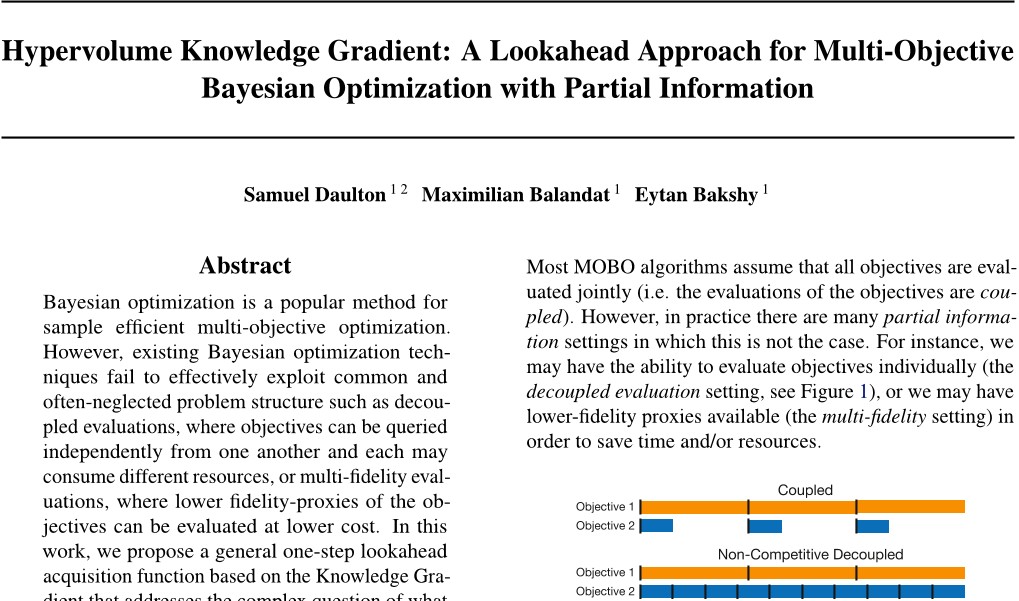 Hypervolume Knowledge Gradient: A Lookahead Approach for Multi-Objective
Bayesian Optimization with Partial Information
Samuel Daulton 1 2 Maximilian Balandat 1 Eytan Bakshy 1
Abstract
Bayesian optimization is a popular method for
sample efficient multi-objective optimization.
However, existing Bayesian optimization tech-
niques fail to effectively exploit common and
often-neglected problem structure such as decou-
pled evaluations, where objectives can be queried
independently from one another and each may
consume different resources, or multi-fidelity eval-
uations, where lower fidelity-proxies of the ob-
jectives can be evaluated at lower cost. In this
work, we propose a general one-step lookahead
acquisition function based on the Knowledge Gra-
dient that addresses the complex question of what
Most MOBO algorithms assume that all objectives are eval-
uated jointly (i.e. the evaluations of the objectives are cou-
pled). However, in practice there are many partial informa-
tion settings in which this is not the case. For instance, we
may have the ability to evaluate objectives individually (the
decoupled evaluation setting, see Figure 1), or we may have
lower-fidelity proxies available (the multi-fidelity setting) in
order to save time and/or resources.
Coupled
Objective 1
Objective 2
Non-Competitive Decoupled
Objective 1
Objective 2